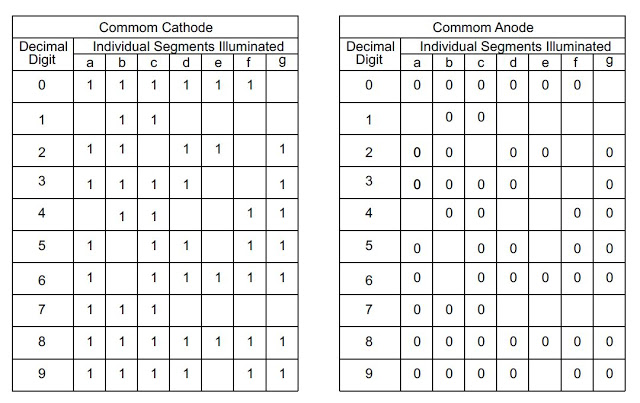 Commom Cathode
Decimal Digit Individual Segments Illuminated
a b c d e f g
0 1 1 1 1 1 1
1 1 1
2 1 1 1 1 1
3 1 1 1 1 1
4 1 1 1 1
5 1 1 1 1 1
6 1 1 1 1 1 1
7 1 1 1
8 1 1 1 1 1 1 1
9 1 1 1 1 1 1
Commom Anode
Decimal Digit Individual Segments Illuminated
a b c d e f g
0 0 0 0 0 0 0
1 0 0
2 0 0 0 0 0
3 0 0 0 0 0
4 0 0 0 0
5 0 0 0 0 0
6 0 0 0 0 0 0
7 0 0 0
8 0 0 0 0 0 0 0
9 0 0 0 0 0 0